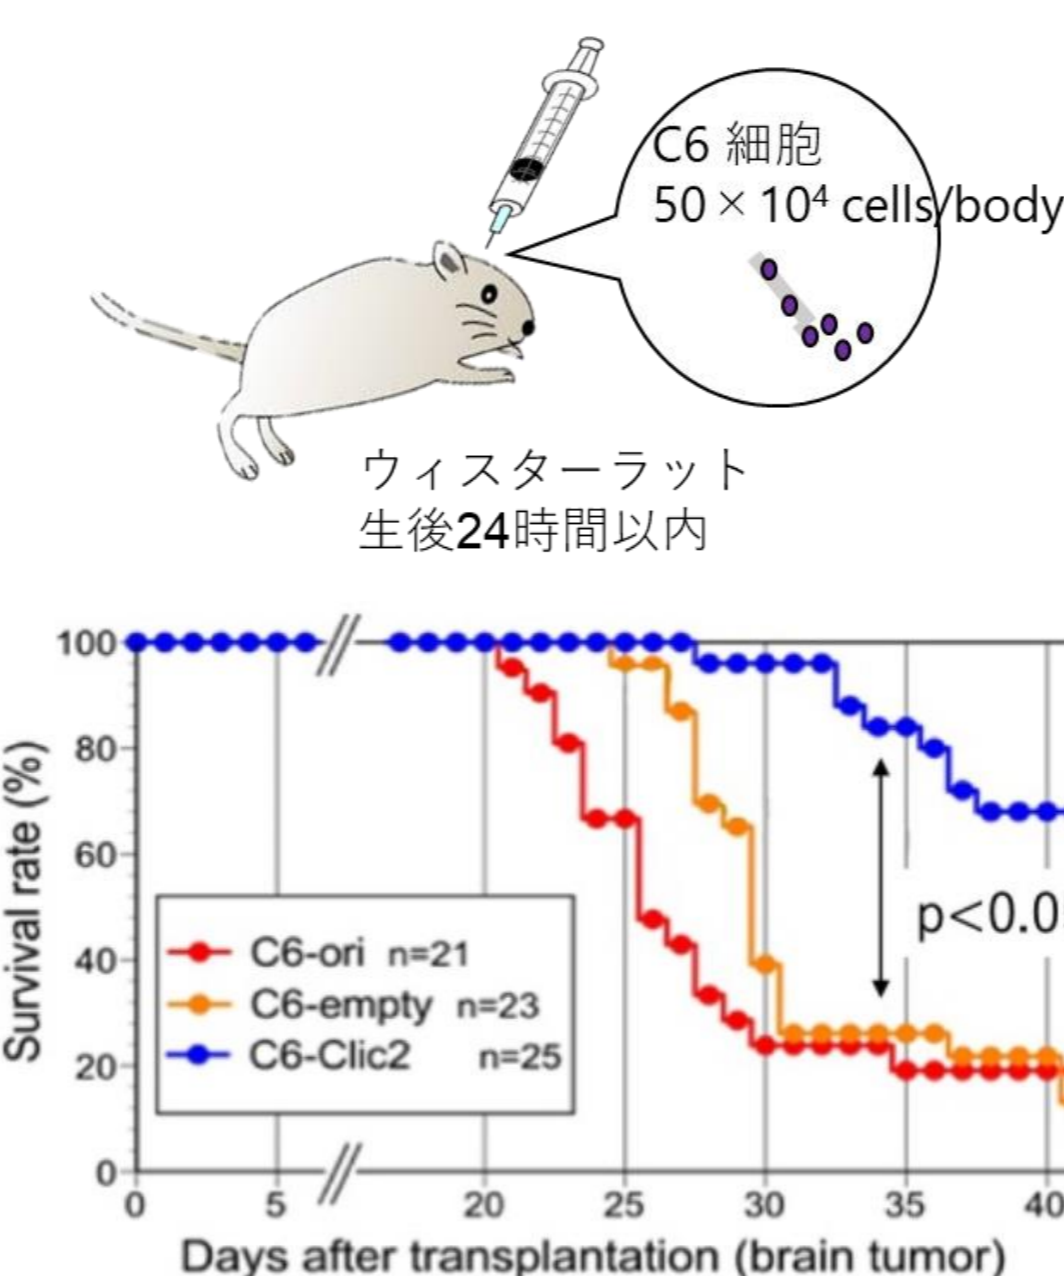 C6 細胞
50 × 10⁴ cells/body
ウィスターラット
生後24時間以内
100
80
60
40
20
0
Survival rate (%)
C6-ori n=21
C6-empty n=23
C6-Clic2 n=25
p<0.0
0 5 20 25 30 35 40
Days after transplantation (brain tumor)